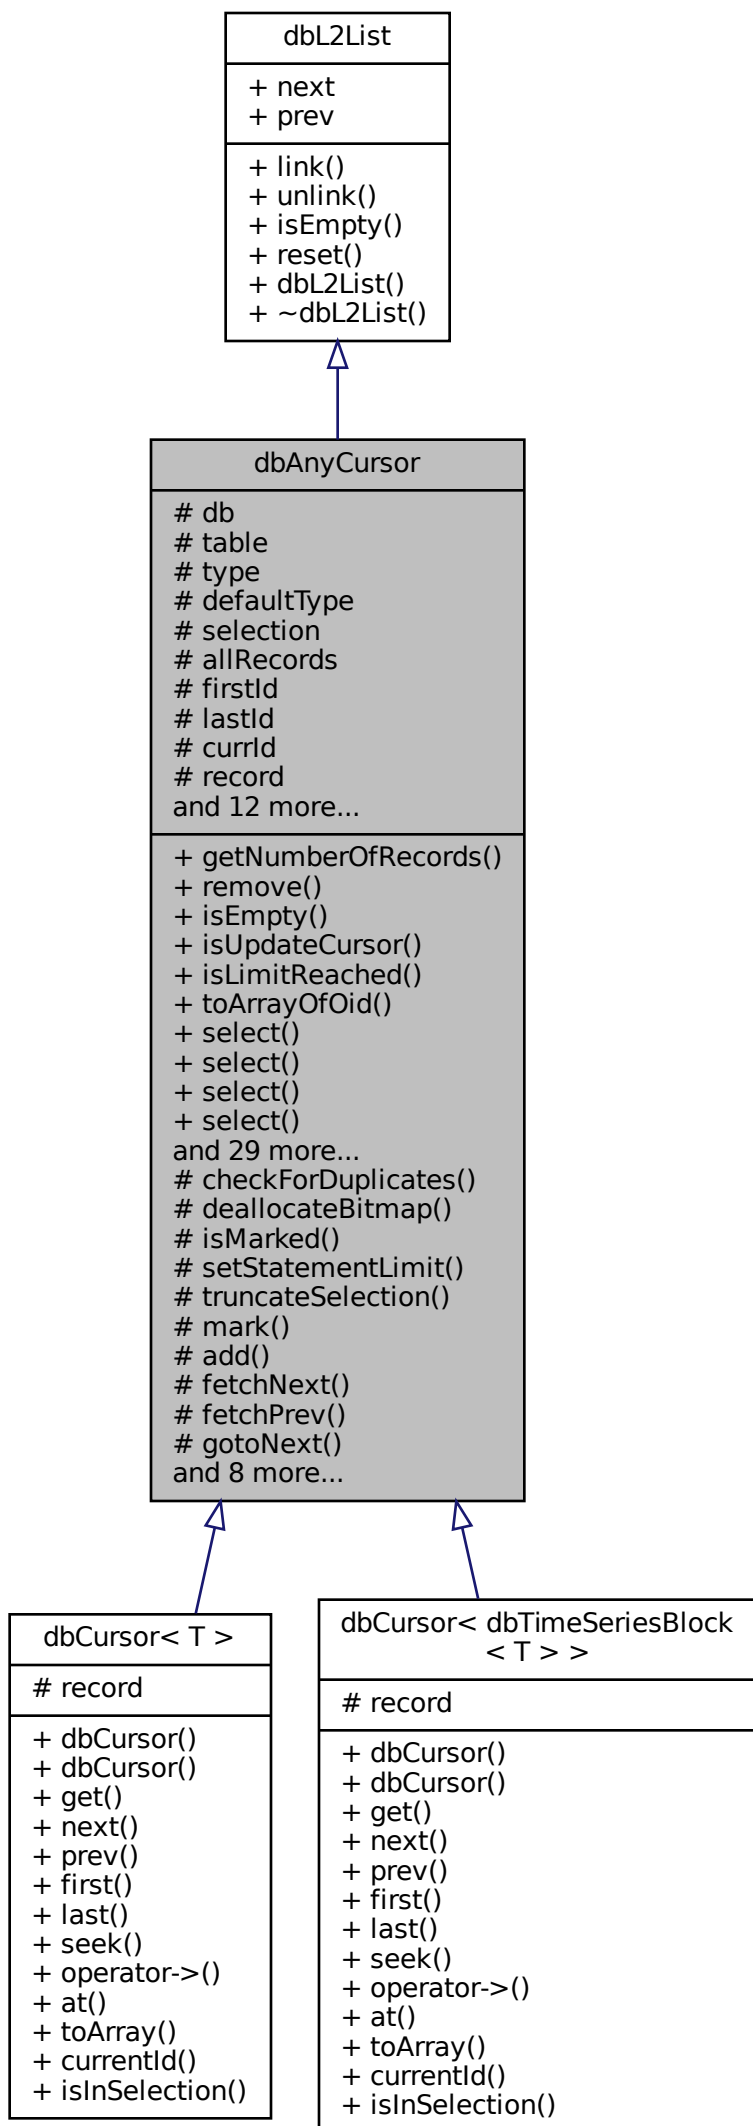 dbL2List
+ next
+ prev
+ link()
+ unlink()
+ isEmpty()
+ reset()
+ dbL2List()
+ ~dbL2List()
dbAnyCursor
# db
# table
# type
# defaultType
# selection
# allRecords
# firstId
# lastId
# currId
# record
and 12 more...
+ getNumberOfRecords()
+ remove()
+ isEmpty()
+ isUpdateCursor()
+ isLimitReached()
+ toArrayOfOid()
+ select()
+ select()
+ select()
+ select()
and 29 more...
# checkForDuplicates()
# deallocateBitmap()
# isMarked()
# setStatementLimit()
# truncateSelection()
# mark()
# add()
# fetchNext()
# fetchPrev()
# gotoNext()
and 8 more...
dbCursor< T >
# record
+ dbCursor()
+ dbCursor()
+ get()
+ next()
+ prev()
+ first()
+ last()
+ seek()
+ operator->()
+ at()
+ toArray()
+ currentId()
+ isInSelection()
dbCursor< dbTimeSeriesBlock
< T > >
# record
+ dbCursor()
+ dbCursor()
+ get()
+ next()
+ prev()
+ first()
+ last()
+ seek()
+ operator->()
+ at()
+ toArray()
+ currentId()
+ isInSelection()